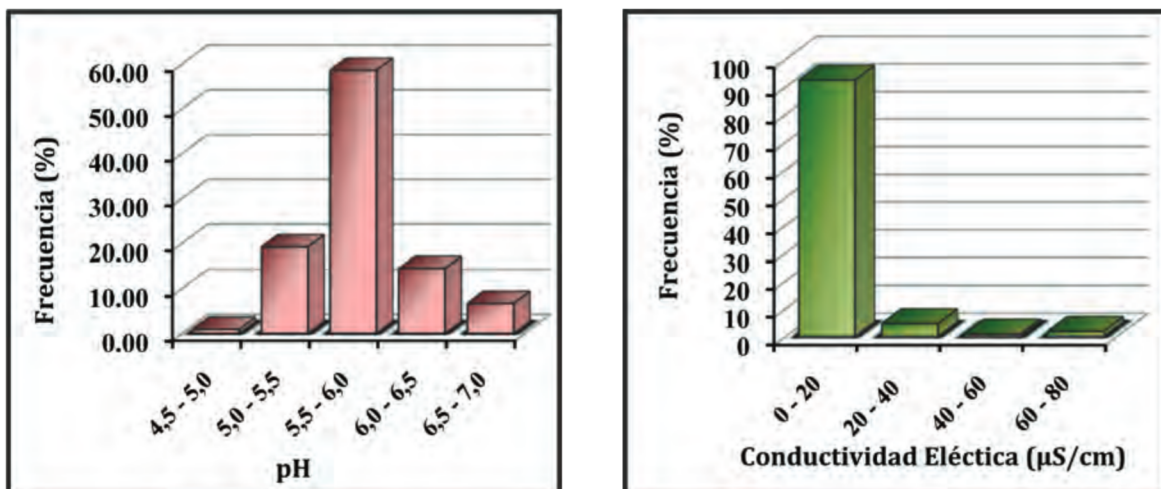 60.00
50.00
40.00
30.00
20.00
10.00
0.00
Frecuencia (%)
4,5 - 5,0
5,0 - 5,5
5,5 - 6,0
6,0 - 6,5
6,5 - 7,0
pH
100
90
80
70
60
50
40
30
20
10
0
Frecuencia (%)
0 - 20
20 - 40
40 - 60
60 - 80
Conductividad Eléctica (µS/cm)